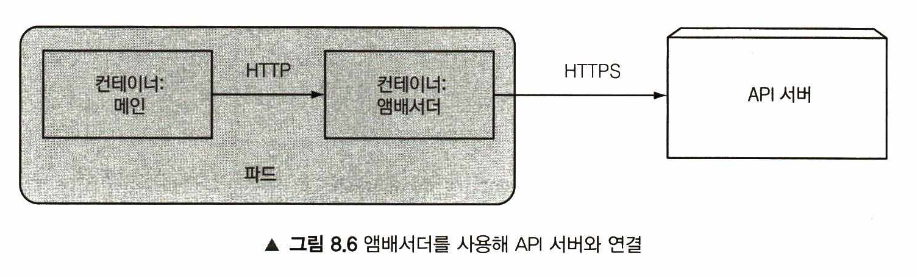 컨테이너:
메인
HTTP
컨테이너:
앰배서더
HTTPS
API 서버
파드
▲ 그림 8.6 앰배서더를 사용해 API 서버와 연결